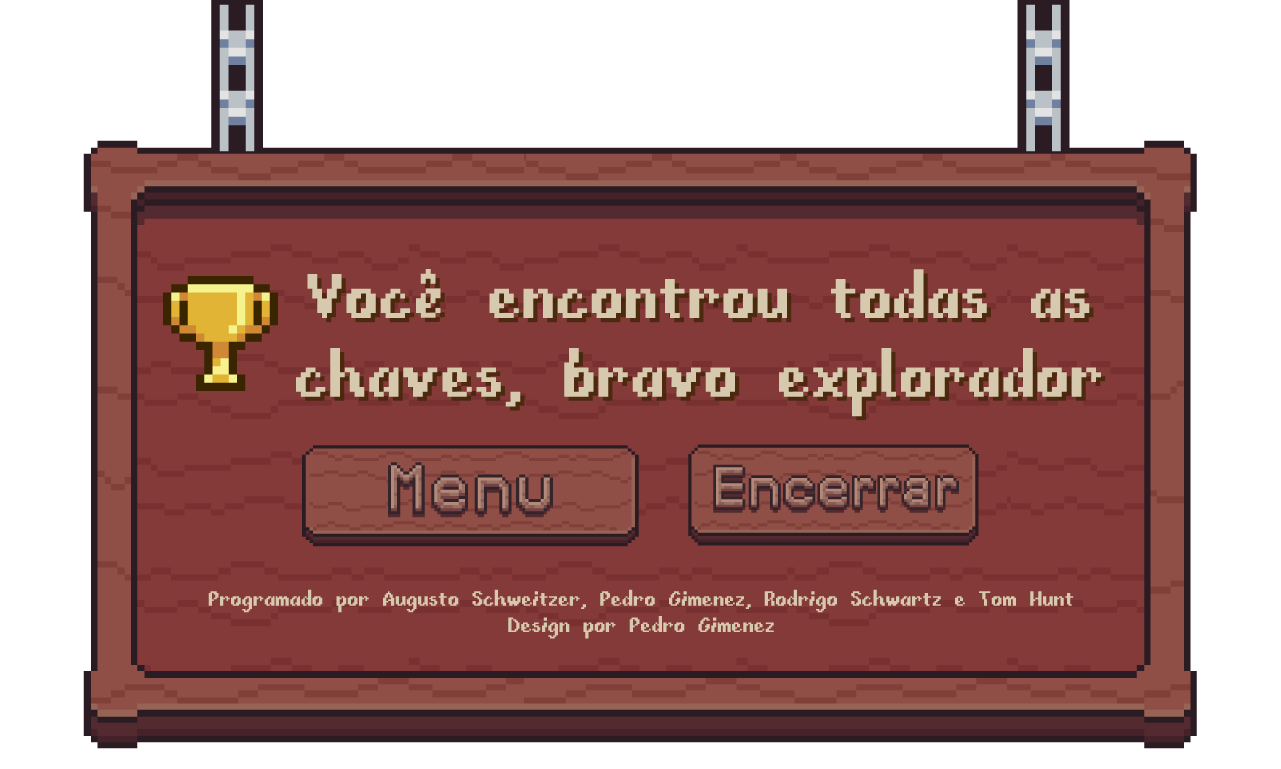 Você encontrou todas as
chaves, bravo explorador
Menu
Encerrar
Programado por Augusto Schweitzer, Pedro Gimenez, Rodrigo Schwartz e Tom Hunt
Design por Pedro Gimenez